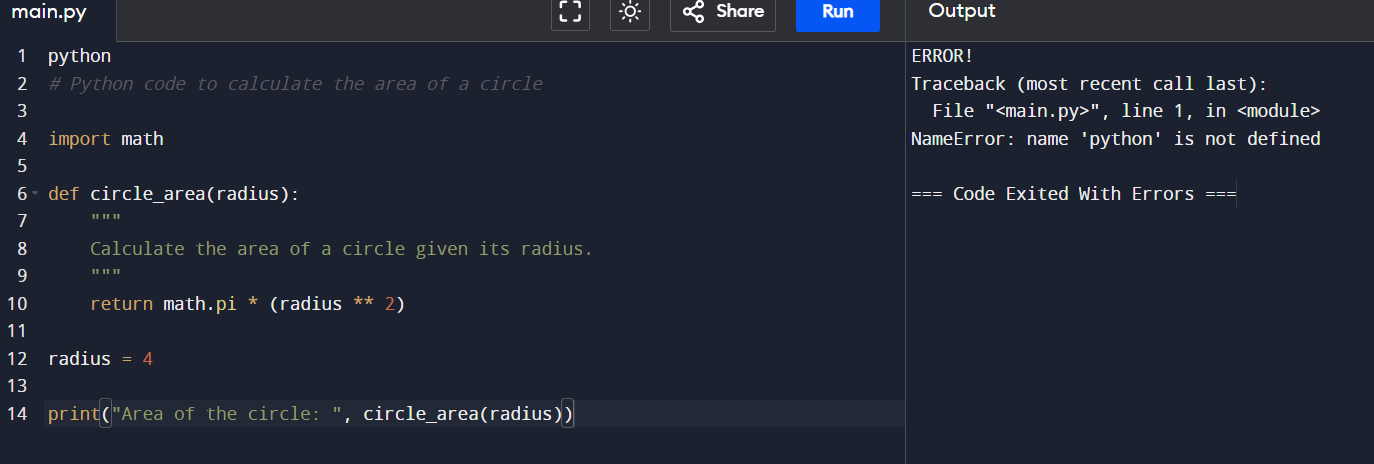 main.py
Share
Run
Output
1 python
2 # Python code to calculate the area of a circle
3
4 import math
5
6 def circle_area(radius):
7     """
8     Calculate the area of a circle given its radius.
9     """
10     return math.pi * (radius ** 2)
11
12 radius = 4
13
14 print("Area of the circle: ", circle_area(radius))
ERROR!
Traceback (most recent call last):
  File "<main.py>", line 1, in <module>
NameError: name 'python' is not defined
=== Code Exited With Errors ===